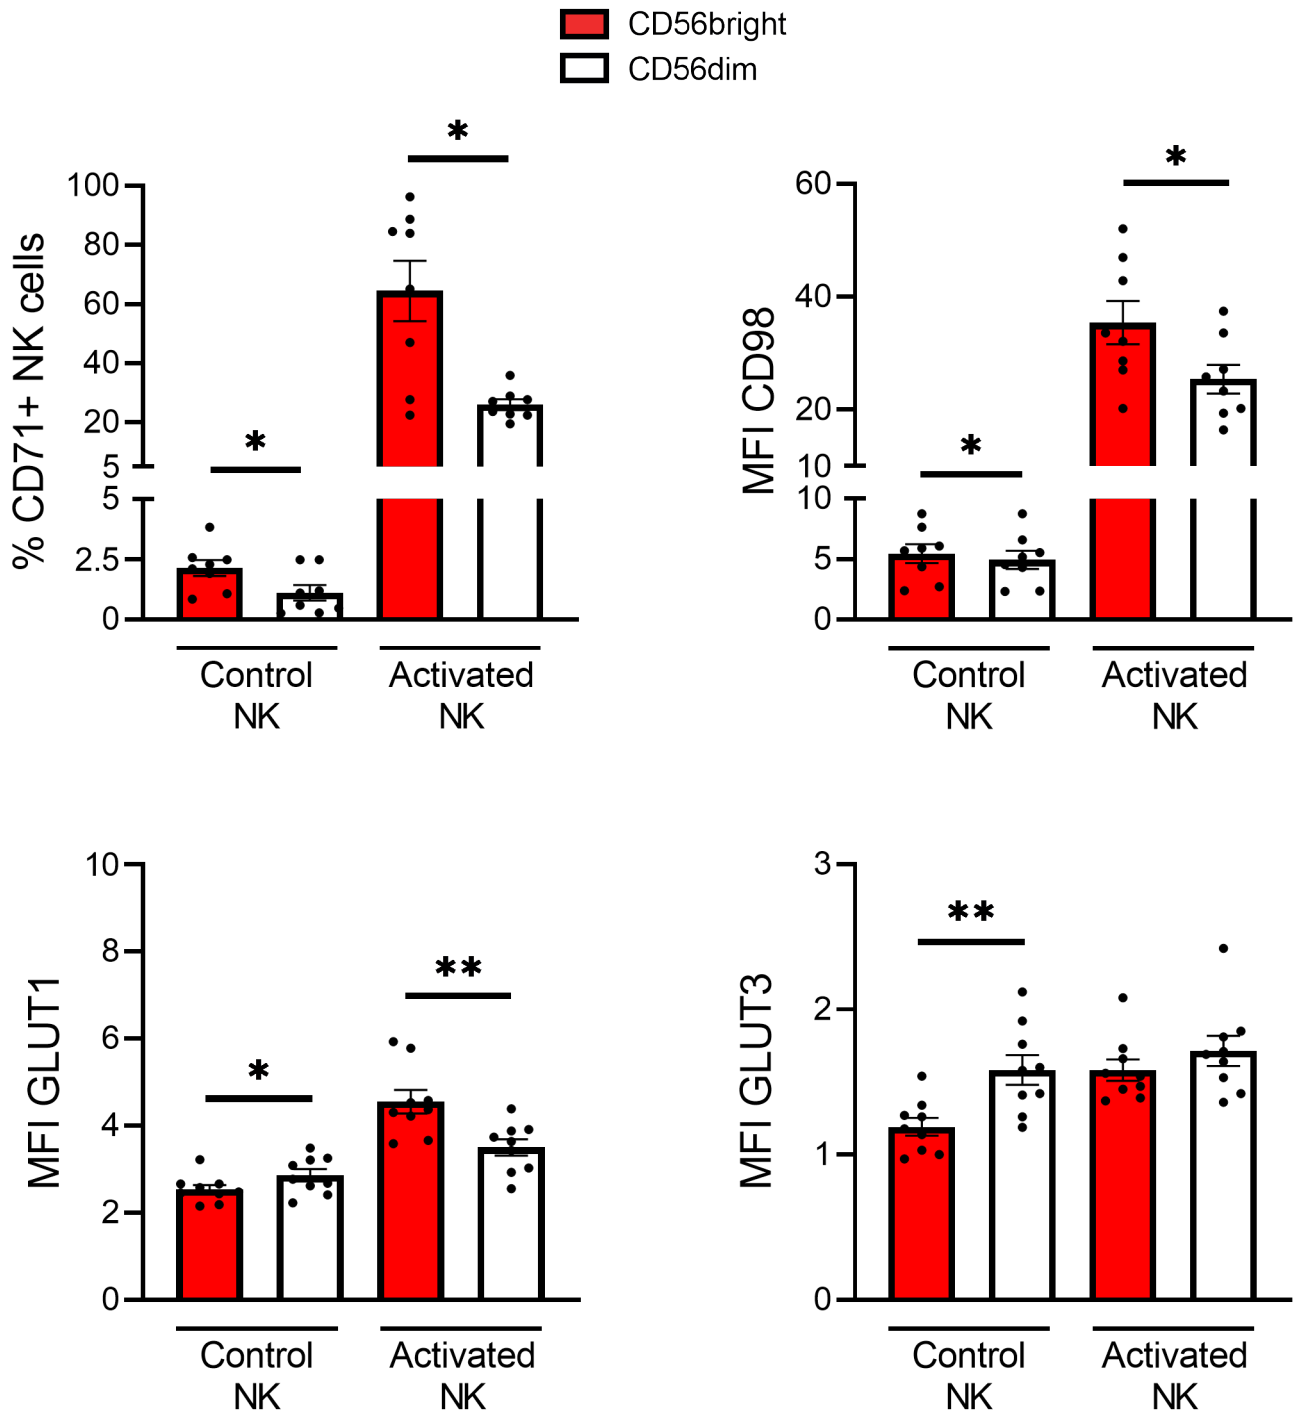 CD56bright
CD56dim
*
% CD71+ NK cells
100
80
60
40
20
5
5
2.5
0
*
Control
NK
Activated
NK
*
MFI CD98
60
40
20
10
10
5
0
*
Control
NK
Activated
NK
MFI GLUT1
10
8
6
4
2
0
*
**
Control
NK
Activated
NK
MFI GLUT3
3
2
1
0
**
Control
NK
Activated
NK